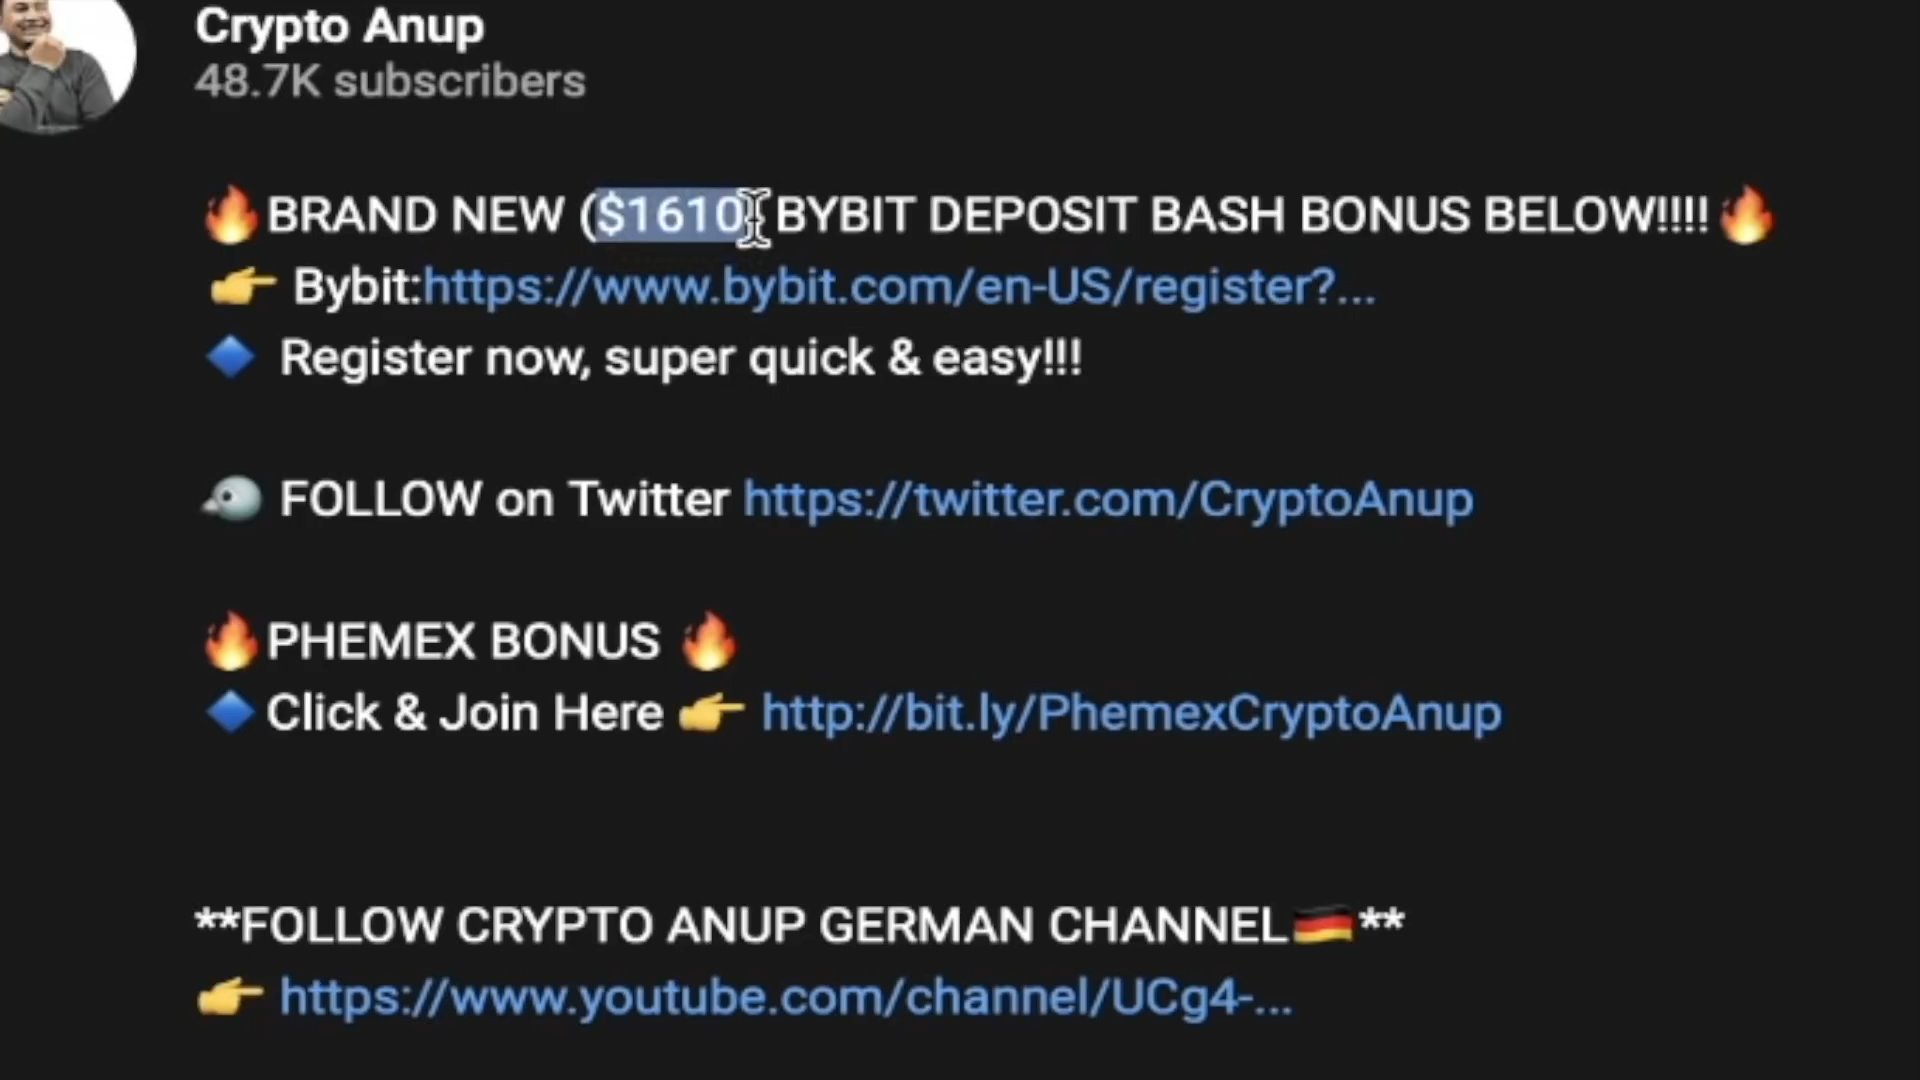 Crypto Anup
48.7K subscribers
🔥BRAND NEW ($1610) BYBIT DEPOSIT BASH BONUS BELOW!!!!🔥
👉 Bybit:https://www.bybit.com/en-US/register?...
🔷 Register now, super quick & easy!!!
🐦 FOLLOW on Twitter https://twitter.com/CryptoAnup
🔥PHEMEX BONUS 🔥
🔷Click & Join Here 👉 http://bit.ly/PhemexCryptoAnup
**FOLLOW CRYPTO ANUP GERMAN CHANNEL🇩🇪**
👉 https://www.youtube.com/channel/UCg4-...